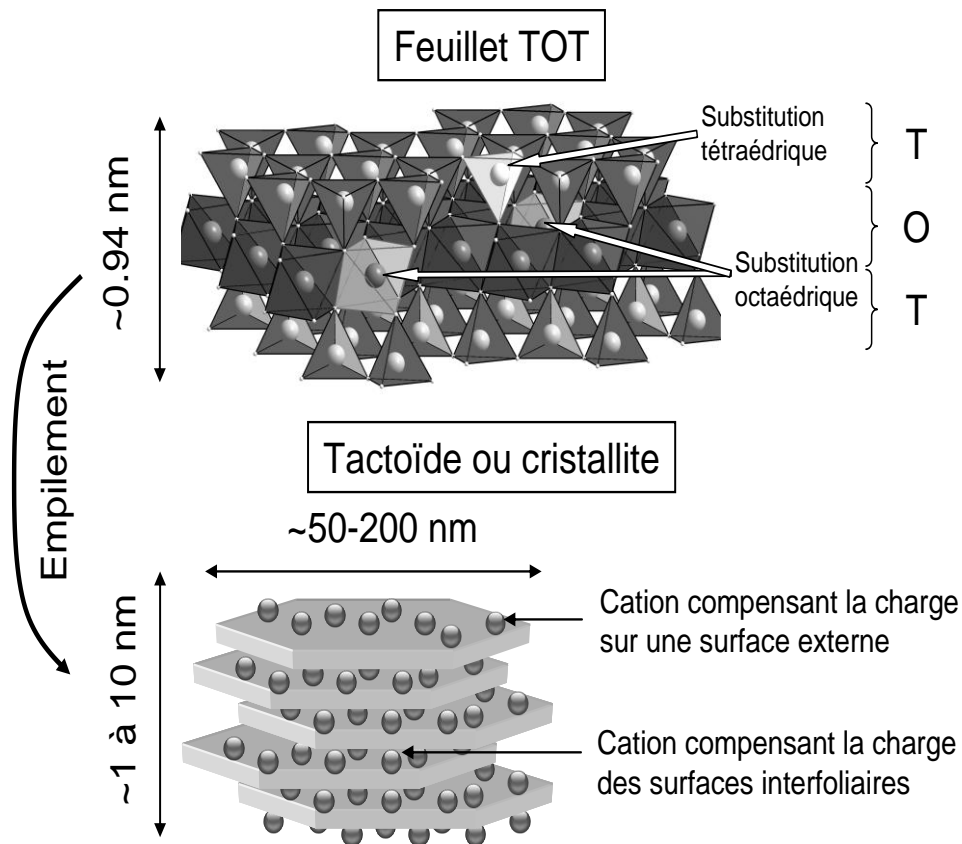 Feuillet TOT
~0.94 nm
Substitution
tétraédrique
T
O
Substitution
octaédrique
T
Empilement
Tactoïde ou cristallite
~50-200 nm
~1 à 10 nm
Cation compensant la charge
sur une surface externe
Cation compensant la charge
des surfaces interfoliaires